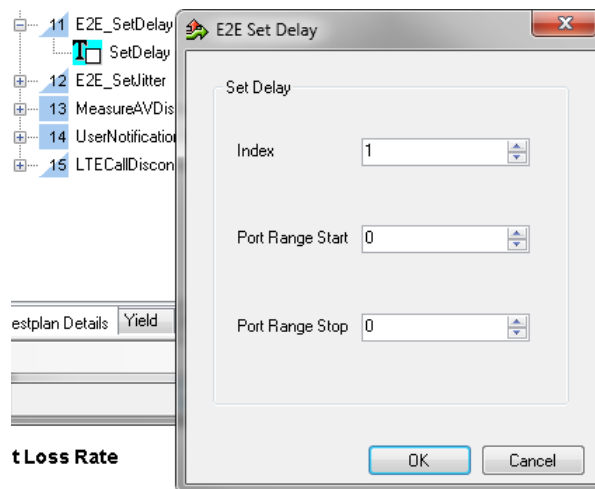 11 E2E_SetDelay
T SetDelay
12 E2E_SetJitter
13 MeasureAVDis
14 UserNotification
15 LTECallDiscon
estplan Details Yield
t Loss Rate
E2E Set Delay
Set Delay
Index 1
Port Range Start 0
Port Range Stop 0
OK Cancel